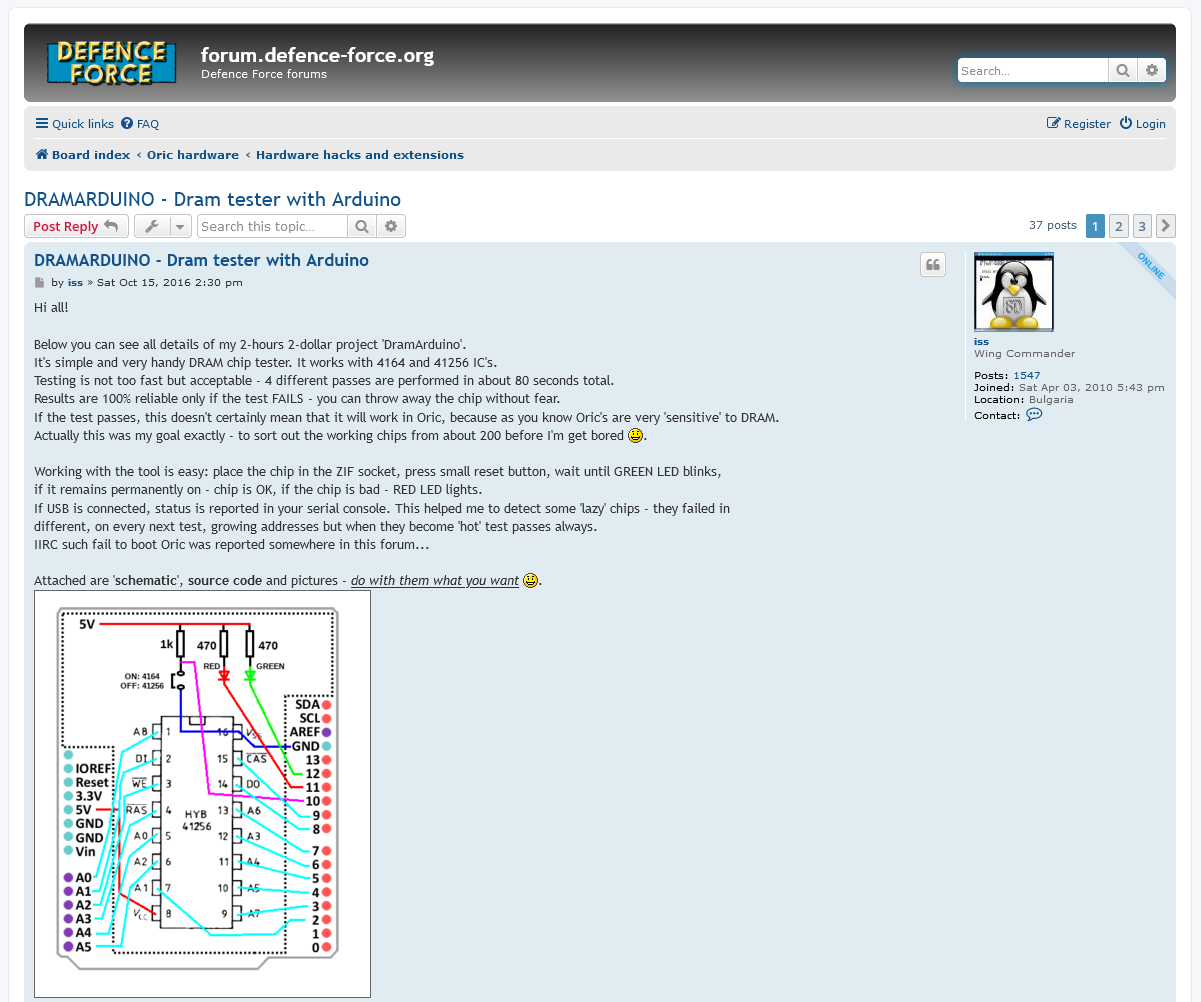 DEFENCE
FORCE
forum.defence-force.org
Defence Force forums
Search…
Quick links
FAQ
Register
Login
Board index ‹ Oric hardware ‹ Hardware hacks and extensions
DRAMARDUINO - Dram tester with Arduino
Post Reply
Search this topic…
37 posts
1
2
3
DRAMARDUINO - Dram tester with Arduino
by iss » Sat Oct 15, 2016 2:30 pm
Hi all!
Below you can see all details of my 2-hours 2-dollar project 'DramArduino'.
It's simple and very handy DRAM chip tester. It works with 4164 and 41256 IC's.
Testing is not too fast but acceptable - 4 different passes are performed in about 80 seconds total.
Results are 100% reliable only if the test FAILS - you can throw away the chip without fear.
If the test passes, this doesn't certainly mean that it will work in Oric, because as you know Oric's are very 'sensitive' to DRAM.
Actually this was my goal exactly - to sort out the working chips from about 200 before I'm get bored .
Working with the tool is easy: place the chip in the ZIF socket, press small reset button, wait until GREEN LED blinks,
if it remains permanently on - chip is OK, if the chip is bad - RED LED lights.
If USB is connected, status is reported in your serial console. This helped me to detect some 'lazy' chips - they failed in
different, on every next test, growing addresses but when they become 'hot' test passes always.
IIRC such fail to boot Oric was reported somewhere in this forum...
Attached are 'schematic', source code and pictures - do with them what you want .
ONLINE
iss
Wing Commander
Posts: 1547
Joined: Sat Apr 03, 2010 5:43 pm
Location: Bulgaria
Contact:
5V
1k
470
470
RED
GREEN
ON: 4164
OFF: 41256
SDA
SCL
AREF
GND
13
12
11
10
9
8
7
6
5
4
3
2
1
0
IOREF
Reset
3.3V
5V
GND
GND
Vin
A0
A1
A2
A3
A4
A5
A8 1
DI 2
WE 3
RAS 4
A0 5
A2 6
A1 7
Vcc 8
HYB
41256
16 Vss
15 CAS
14 DO
13 A6
12 A3
11 A4
10 A5
9 A7